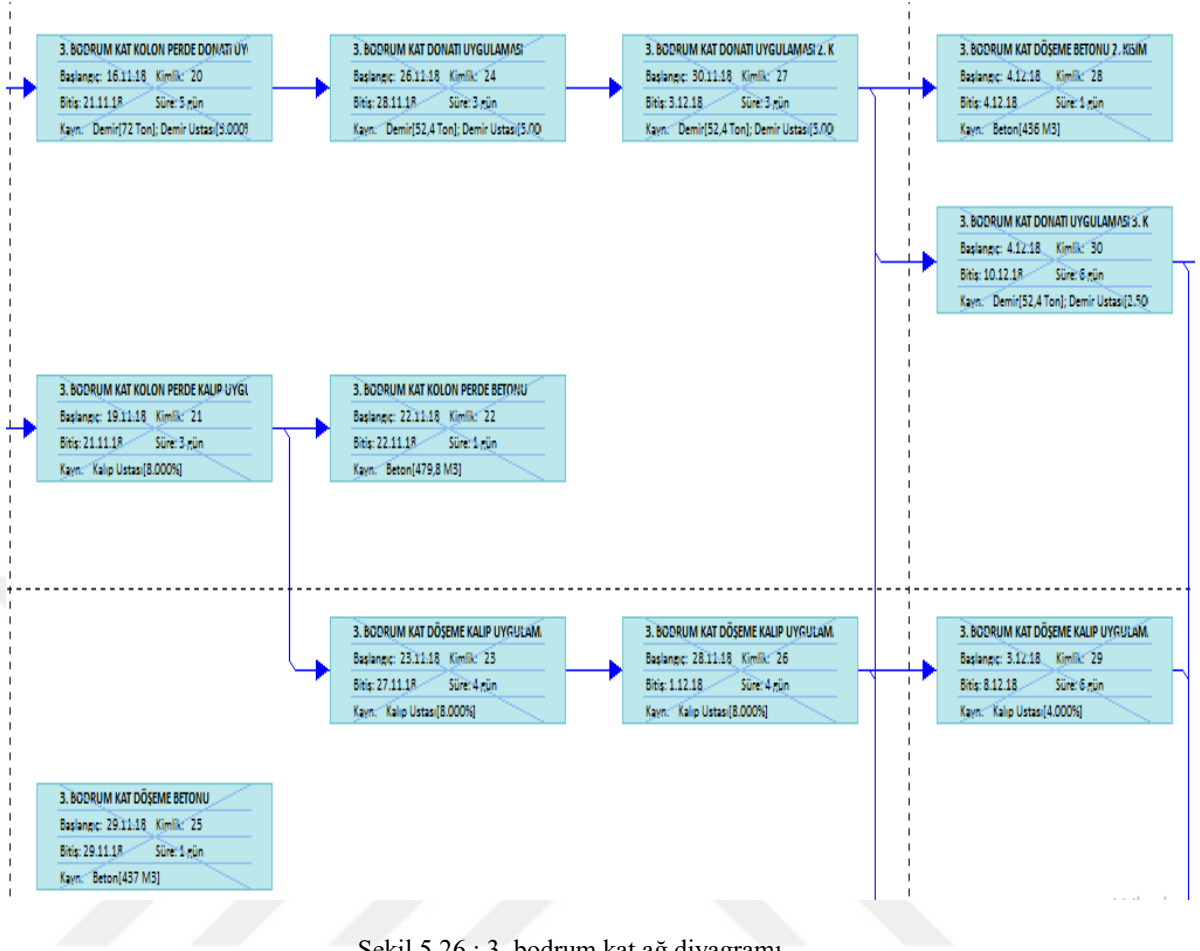 3. BODRUM KAT KOLON PERDE DONATI UY
Başlangıç: 16.11.18 Kimlik: 20
Bitiş: 21.11.18 Süre: 5 gün
Kayn. Demir[72 Ton]; Demir Ustası[5.000%
3. BODRUM KAT DONATI UYGULAMASI
Başlangıç: 26.11.18 Kimlik: 24
Bitiş: 28.11.18 Süre: 3 gün
Kayn. Demir[52,4 Ton]; Demir Ustası[5.00
3. BODRUM KAT DONATI UYGULAMASI 2. K
Başlangıç: 30.11.18 Kimlik: 27
Bitiş: 3.12.18 Süre: 3 gün
Kayn. Demir[52,4 Ton]; Demir Ustası[5.00
3. BODRUM KAT DÖŞEME BETONU 2. KISIM
Başlangıç: 4.12.18 Kimlik: 28
Bitiş: 4.12.18 Süre: 1 gün
Kayn. Beton[436 M3]
3. BODRUM KAT DONATI UYGULAMASI 3. K
Başlangıç: 4.12.18 Kimlik: 30
Bitiş: 10.12.18 Süre: 6 gün
Kayn. Demir[52,4 Ton]; Demir Ustası[2.50
3. BODRUM KAT KOLON PERDE KALIP UYGU
Başlangıç: 19.11.18 Kimlik: 21
Bitiş: 21.11.18 Süre: 3 gün
Kayn. Kalıp Ustası[8.000%]
3. BODRUM KAT KOLON PERDE BETONU
Başlangıç: 22.11.18 Kimlik: 22
Bitiş: 22.11.18 Süre: 1 gün
Kayn. Beton[479,8 M3]
3. BODRUM KAT DÖŞEME KALIP UYGULAM
Başlangıç: 23.11.18 Kimlik: 23
Bitiş: 27.11.18 Süre: 4 gün
Kayn. Kalıp Ustası[8.000%]
3. BODRUM KAT DÖŞEME KALIP UYGULAM
Başlangıç: 28.11.18 Kimlik: 26
Bitiş: 1.12.18 Süre: 4 gün
Kayn. Kalıp Ustası[8.000%]
3. BODRUM KAT DÖŞEME KALIP UYGULAM
Başlangıç: 3.12.18 Kimlik: 29
Bitiş: 8.12.18 Süre: 6 gün
Kayn. Kalıp Ustası[4.000%]
3. BODRUM KAT DÖŞEME BETONU
Başlangıç: 29.11.18 Kimlik: 25
Bitiş: 29.11.18 Süre: 1 gün
Kayn. Beton[437 M3]
Şekil 5.26 : 3. bodrum kat ağ diyagramı